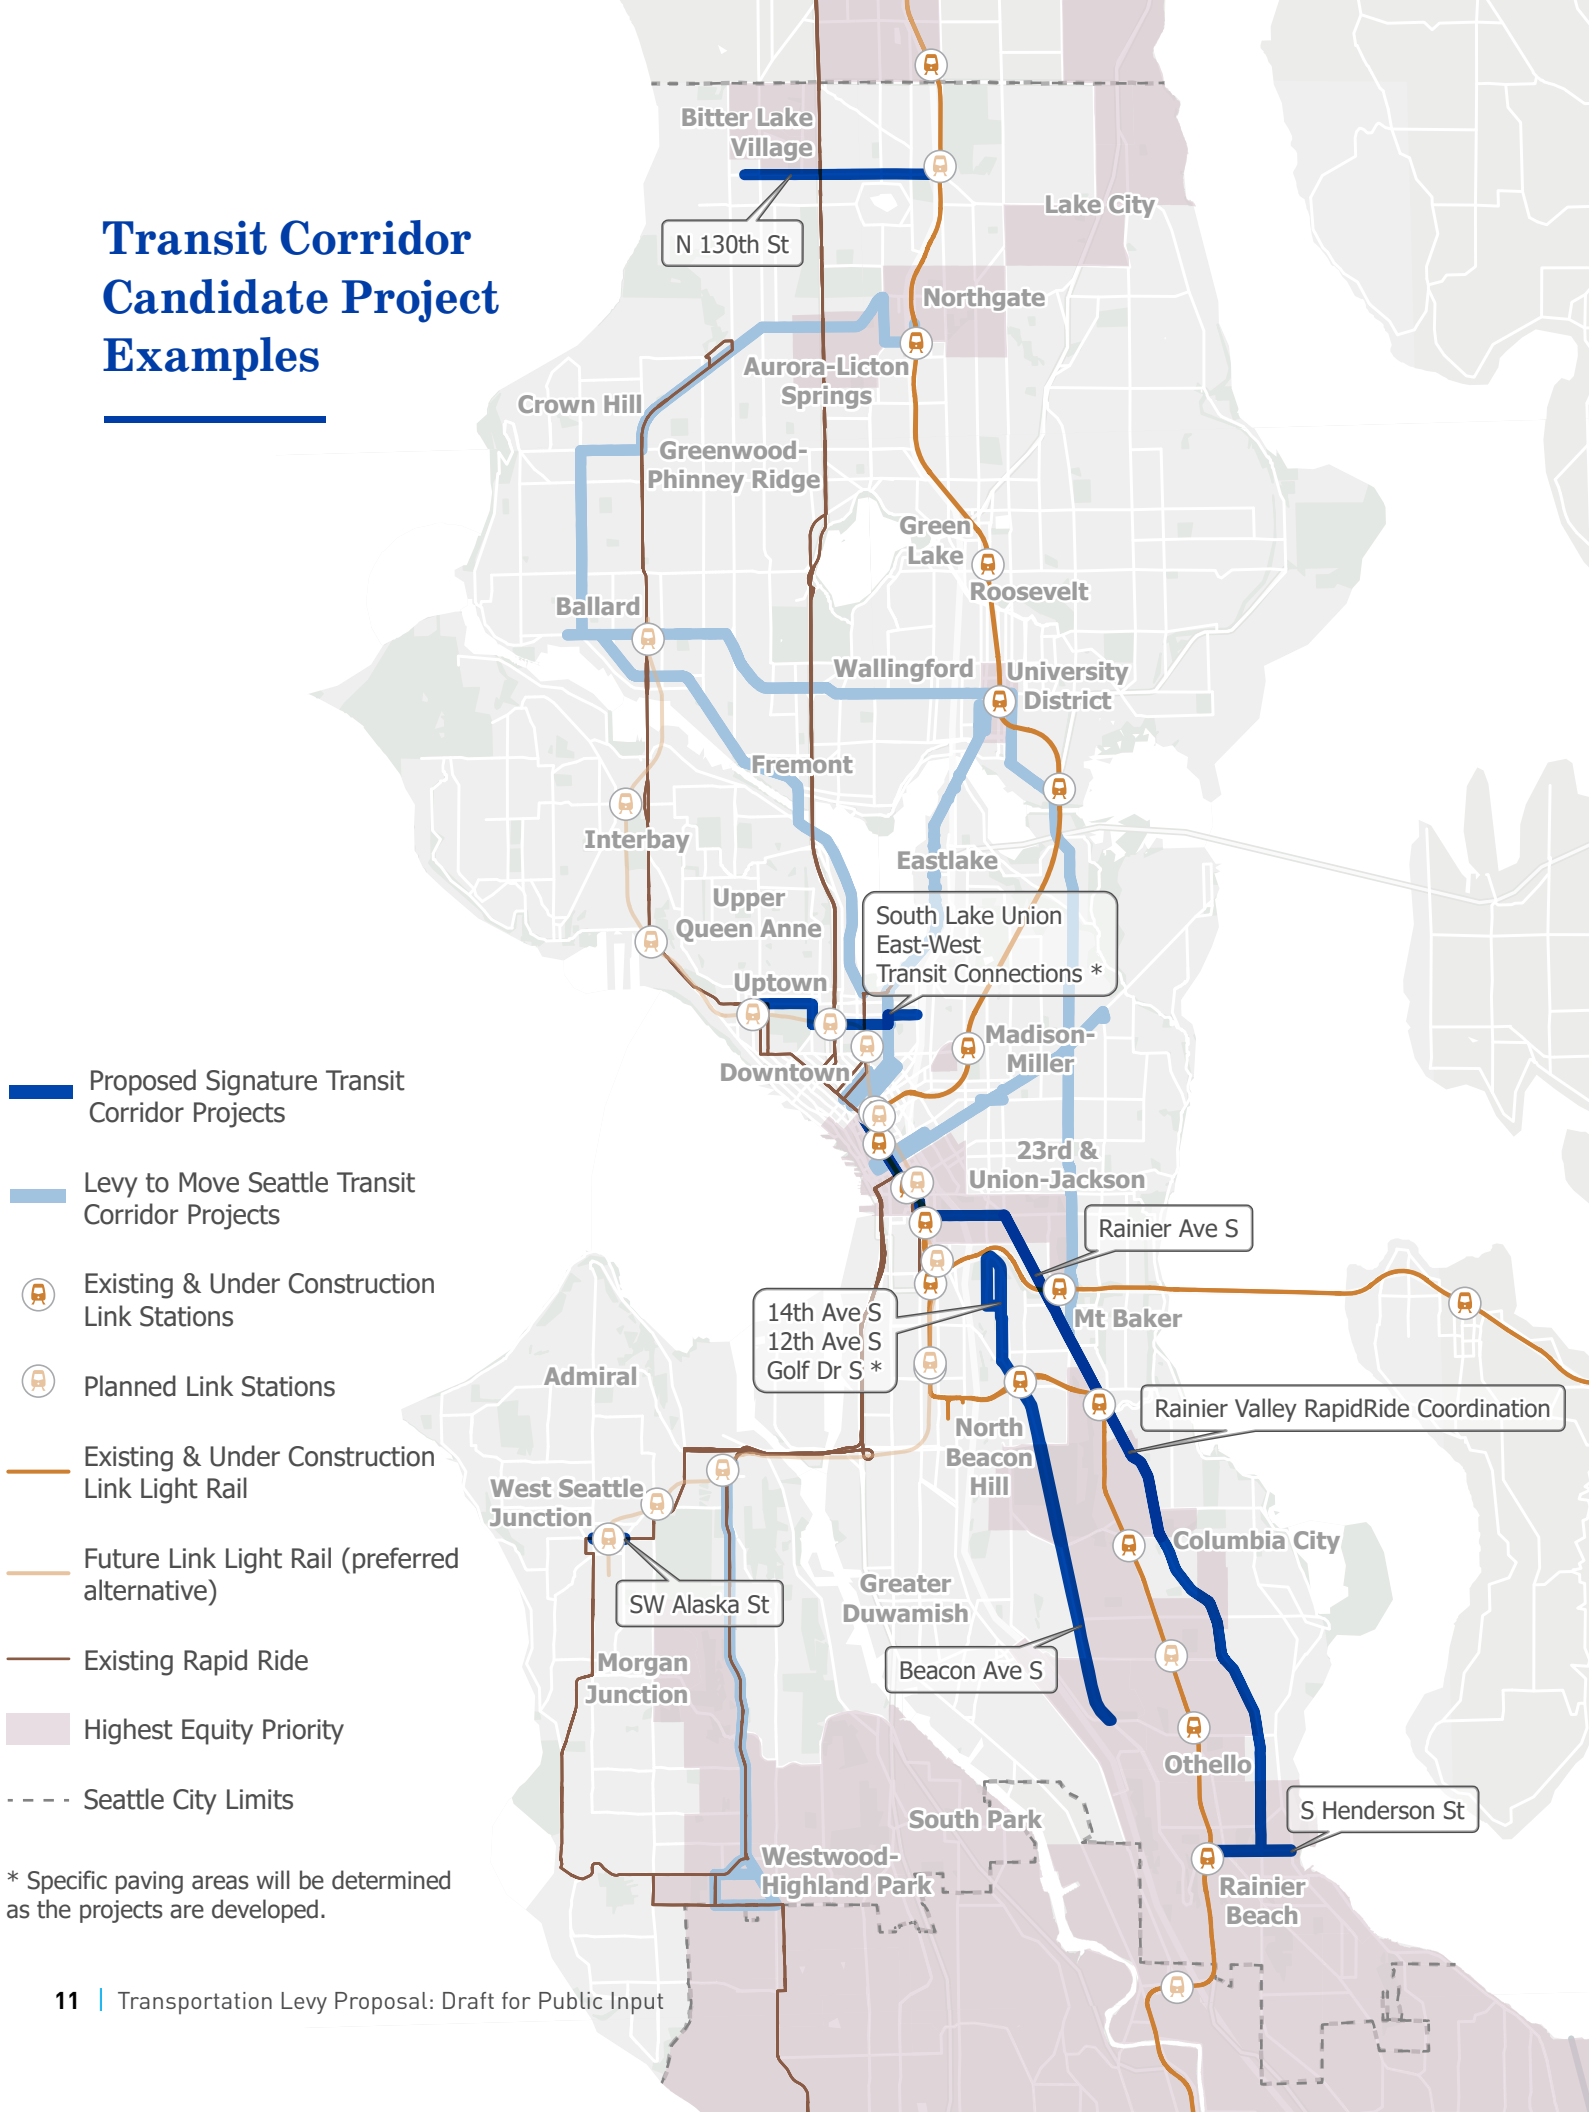 Transit Corridor
Candidate Project
Examples
Bitter Lake
Village
N 130th St
Lake City
Northgate
Aurora-Licton
Springs
Crown Hill
Greenwood-
Phinney Ridge
Green
Lake
Roosevelt
Ballard
Wallingford
University
District
Fremont
Interbay
Eastlake
Upper
Queen Anne
South Lake Union
East-West
Transit Connections *
Uptown
Madison-
Miller
Downtown
23rd &
Union-Jackson
Rainier Ave S
14th Ave S
12th Ave S
Golf Dr S *
Mt Baker
Admiral
Rainier Valley RapidRide Coordination
North
Beacon
Hill
West Seattle
Junction
Columbia City
SW Alaska St
Greater
Duwamish
Morgan
Junction
Beacon Ave S
Othello
South Park
S Henderson St
Westwood-
Highland Park
Rainier
Beach
Proposed Signature Transit
Corridor Projects
Levy to Move Seattle Transit
Corridor Projects
Existing & Under Construction
Link Stations
Planned Link Stations
Existing & Under Construction
Link Light Rail
Future Link Light Rail (preferred
alternative)
Existing Rapid Ride
Highest Equity Priority
Seattle City Limits
* Specific paving areas will be determined
as the projects are developed.
11 | Transportation Levy Proposal: Draft for Public Input